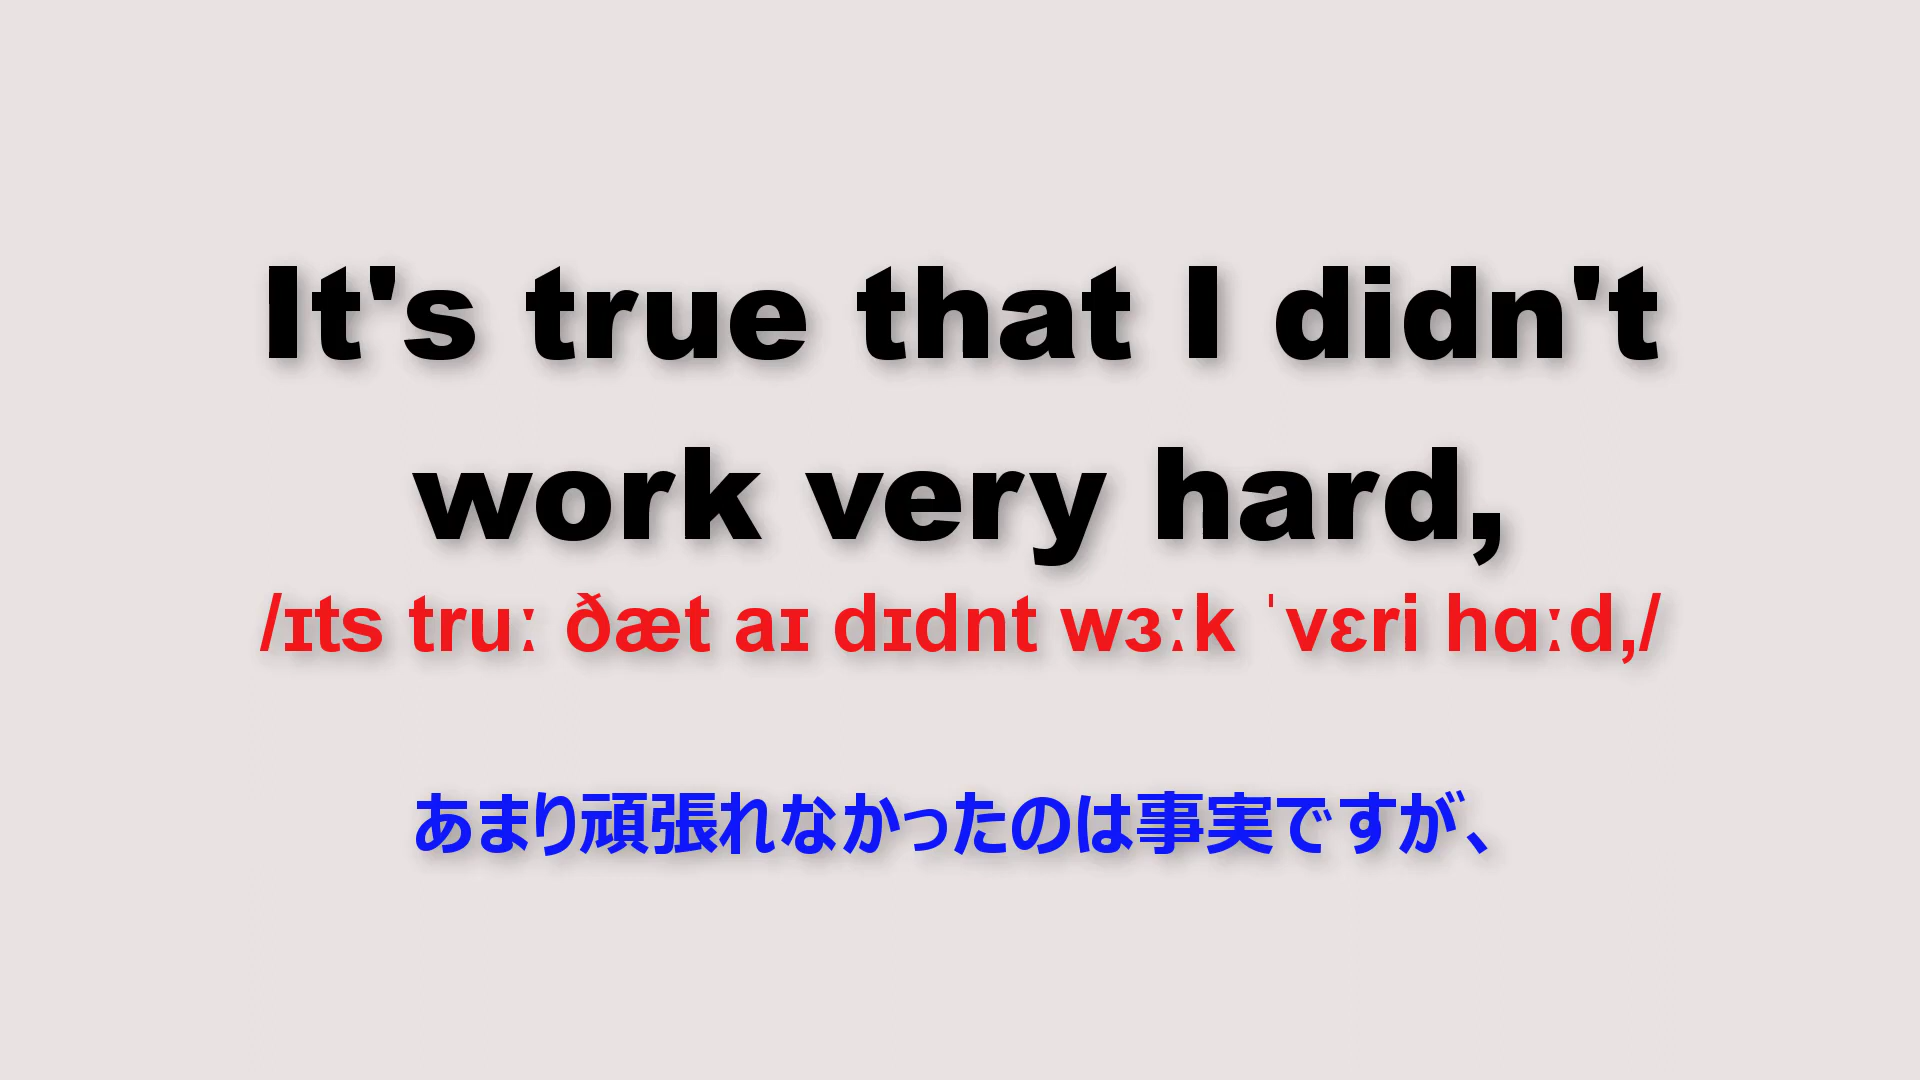 It's true that I didn't
work very hard,
/ɪts truː ðæt aɪ dɪdnt wɜːk ˈvɛri hɑːd,/
あまり頑張れなかったのは事実ですが、